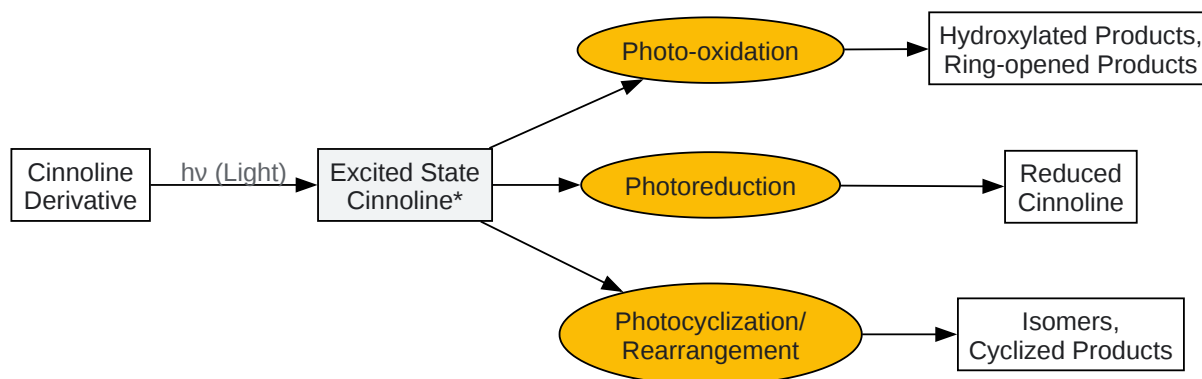 Cinnoline
Derivative
hν (Light)
Excited State
Cinnoline*
Photo-oxidation
Hydroxylated Products,
Ring-opened Products
Photoreduction
Reduced
Cinnoline
Photocyclization/
Rearrangement
Isomers,
Cyclized Products